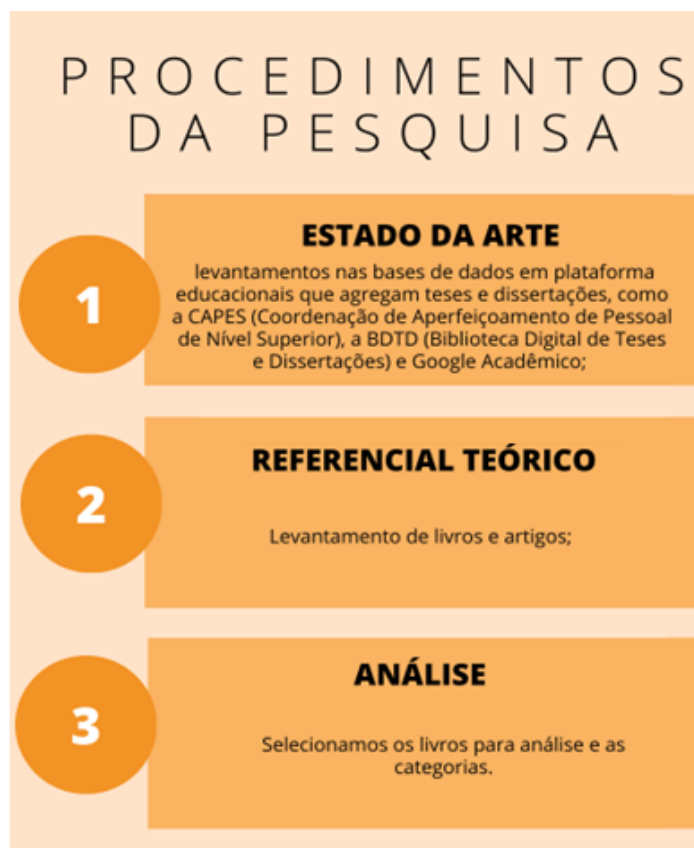 PROCEDIMENTOS
DA PESQUISA
1
ESTADO DA ARTE
levantamentos nas bases de dados em plataforma
educacionais que agregam teses e dissertações, como
a CAPES (Coordenação de Aperfeiçoamento de Pessoal
de Nível Superior), a BDTD (Biblioteca Digital de Teses
e Dissertações) e Google Acadêmico;
2
REFERENCIAL TEÓRICO
Levantamento de livros e artigos;
3
ANÁLISE
Selecionamos os livros para análise e as
categorias.